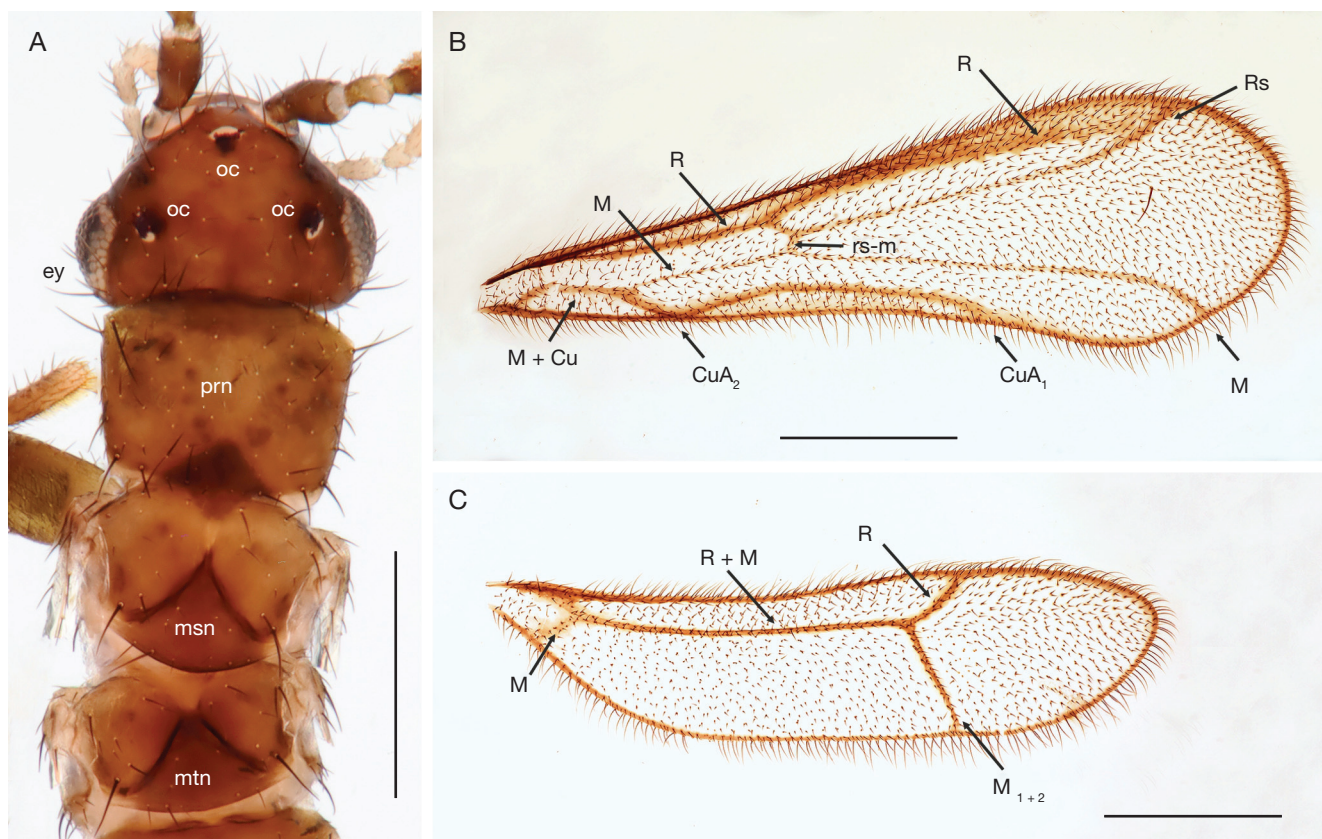 A
oc
oc oc
ey
prn
msn
mtn
B
R
Rs
R
M
rs-m
M + Cu
CuA₂
CuA₁
M
C
R
R + M
M
M₁₊₂